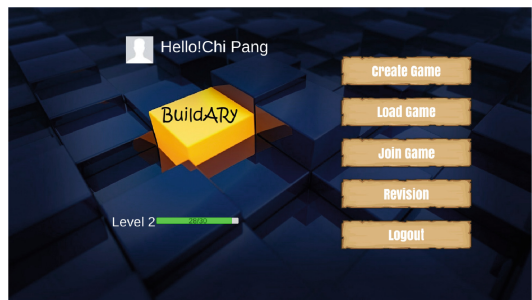 Hello!Chi Pang
BuildARy
Level 2
Create Game
Load Game
Join Game
Revision
Logout